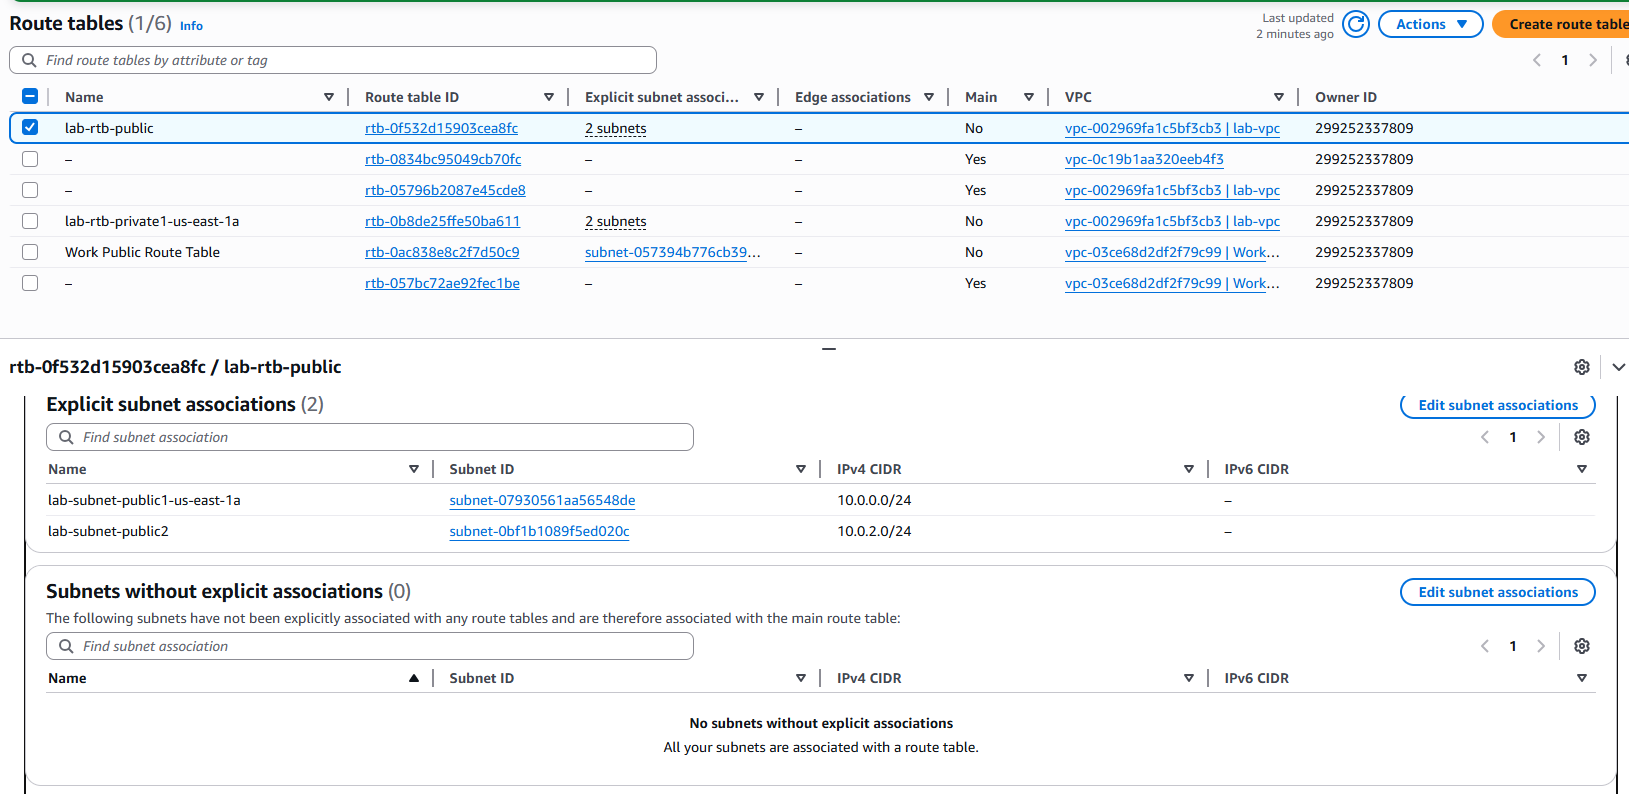 Route tables (1/6) Info
Last updated
2 minutes ago
Actions
Create route table
Find route tables by attribute or tag
1
Name Route table ID Explicit subnet associ... Edge associations Main VPC Owner ID
lab-rtb-public rtb-0f532d15903cea8fc 2 subnets – No vpc-002969fa1c5bf3cb3 | lab-vpc 299252337809
– rtb-0834bc95049cb70fc – – Yes vpc-0c19b1aa320eeb4f3 299252337809
– rtb-05796b2087e45cde8 – – Yes vpc-002969fa1c5bf3cb3 | lab-vpc 299252337809
lab-rtb-private1-us-east-1a rtb-0b8de25ffe50ba611 2 subnets – No vpc-002969fa1c5bf3cb3 | lab-vpc 299252337809
Work Public Route Table rtb-0ac838e8c2f7d50c9 subnet-057394b776cb39... – No vpc-03ce68d2df2f79c99 | Work... 299252337809
– rtb-057bc72ae92fec1be – – Yes vpc-03ce68d2df2f79c99 | Work... 299252337809
rtb-0f532d15903cea8fc / lab-rtb-public
Explicit subnet associations (2)
Edit subnet associations
Find subnet association
1
Name Subnet ID IPv4 CIDR IPv6 CIDR
lab-subnet-public1-us-east-1a subnet-07930561aa56548de 10.0.0.0/24 –
lab-subnet-public2 subnet-0bf1b1089f5ed020c 10.0.2.0/24 –
Subnets without explicit associations (0)
Edit subnet associations
The following subnets have not been explicitly associated with any route tables and are therefore associated with the main route table:
Find subnet association
1
Name Subnet ID IPv4 CIDR IPv6 CIDR
No subnets without explicit associations
All your subnets are associated with a route table.